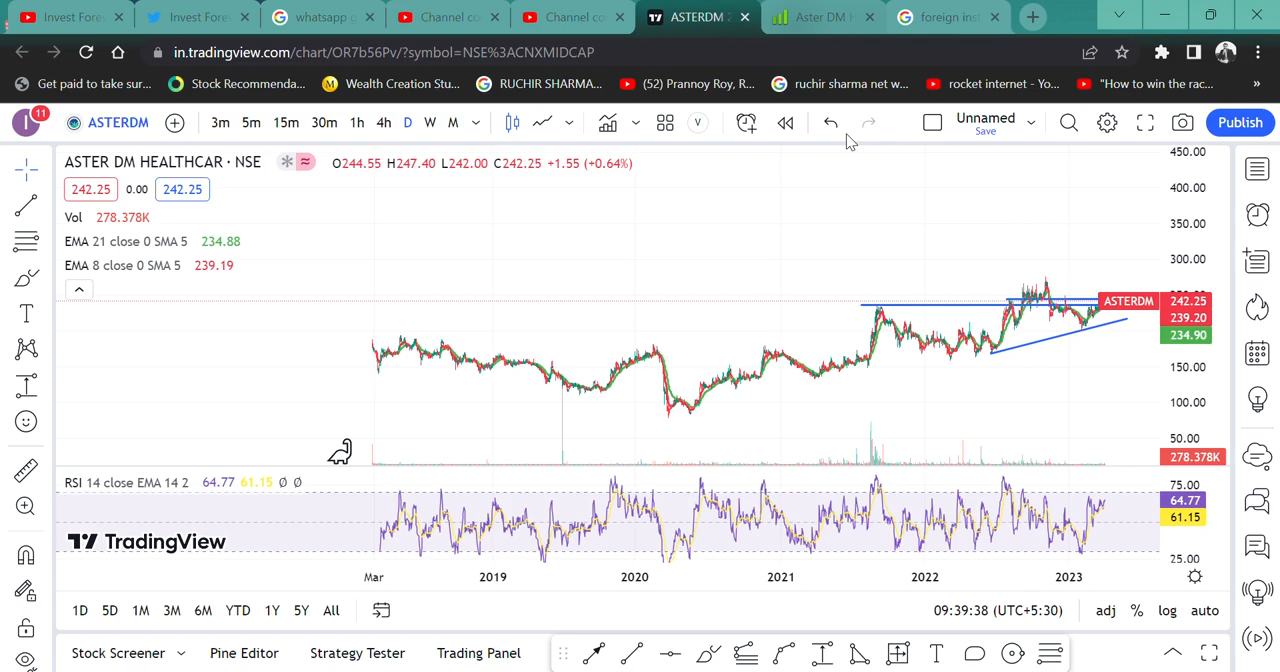 Invest Fore
Invest Fore
whatsapp g
Channel co
Channel co
ASTERDM 2
Aster DM H
foreign inst
in.tradingview.com/chart/OR7b56Pv/?symbol=NSE%3ACNXMIDCAP
Get paid to take sur...
Stock Recommenda...
Wealth Creation Stu...
RUCHIR SHARMA...
(52) Prannoy Roy, R...
ruchir sharma net w...
rocket internet - Yo...
"How to win the rac...
»
I 11 ASTERDM 3m 5m 15m 30m 1h 4h D W M V Unnamed Save Publish
ASTER DM HEALTHCAR · NSE O244.55 H247.40 L242.00 C242.25 +1.55 (+0.64%)
242.25 0.00 242.25
Vol 278.378K
EMA 21 close 0 SMA 5 234.88
EMA 8 close 0 SMA 5 239.19
450.00
400.00
350.00
300.00
ASTERDM 242.25
239.20
234.90
150.00
100.00
50.00
278.378K
RSI 14 close EMA 14 2 64.77 61.15 Ø Ø
75.00
64.77
61.15
25.00
TradingView
Mar 2019 2020 2021 2022 2023
1D 5D 1M 3M 6M YTD 1Y 5Y All 09:39:38 (UTC+5:30) adj % log auto
Stock Screener Pine Editor Strategy Tester Trading Panel